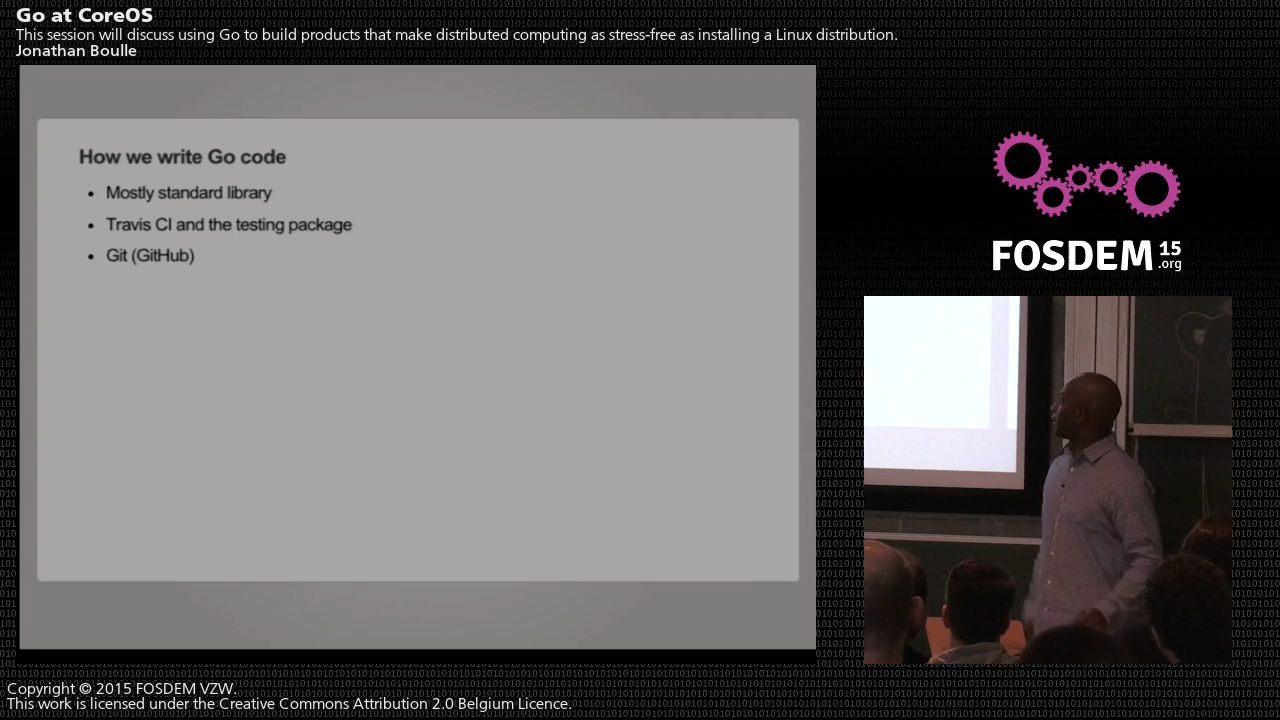 Go at CoreOS
This session will discuss using Go to build products that make distributed computing as stress-free as installing a Linux distribution.
Jonathan Boulle
How we write Go code
• Mostly standard library
• Travis CI and the testing package
• Git (GitHub)
FOSDEM 15
.org
Copyright © 2015 FOSDEM VZW.
This work is licensed under the Creative Commons Attribution 2.0 Belgium Licence.